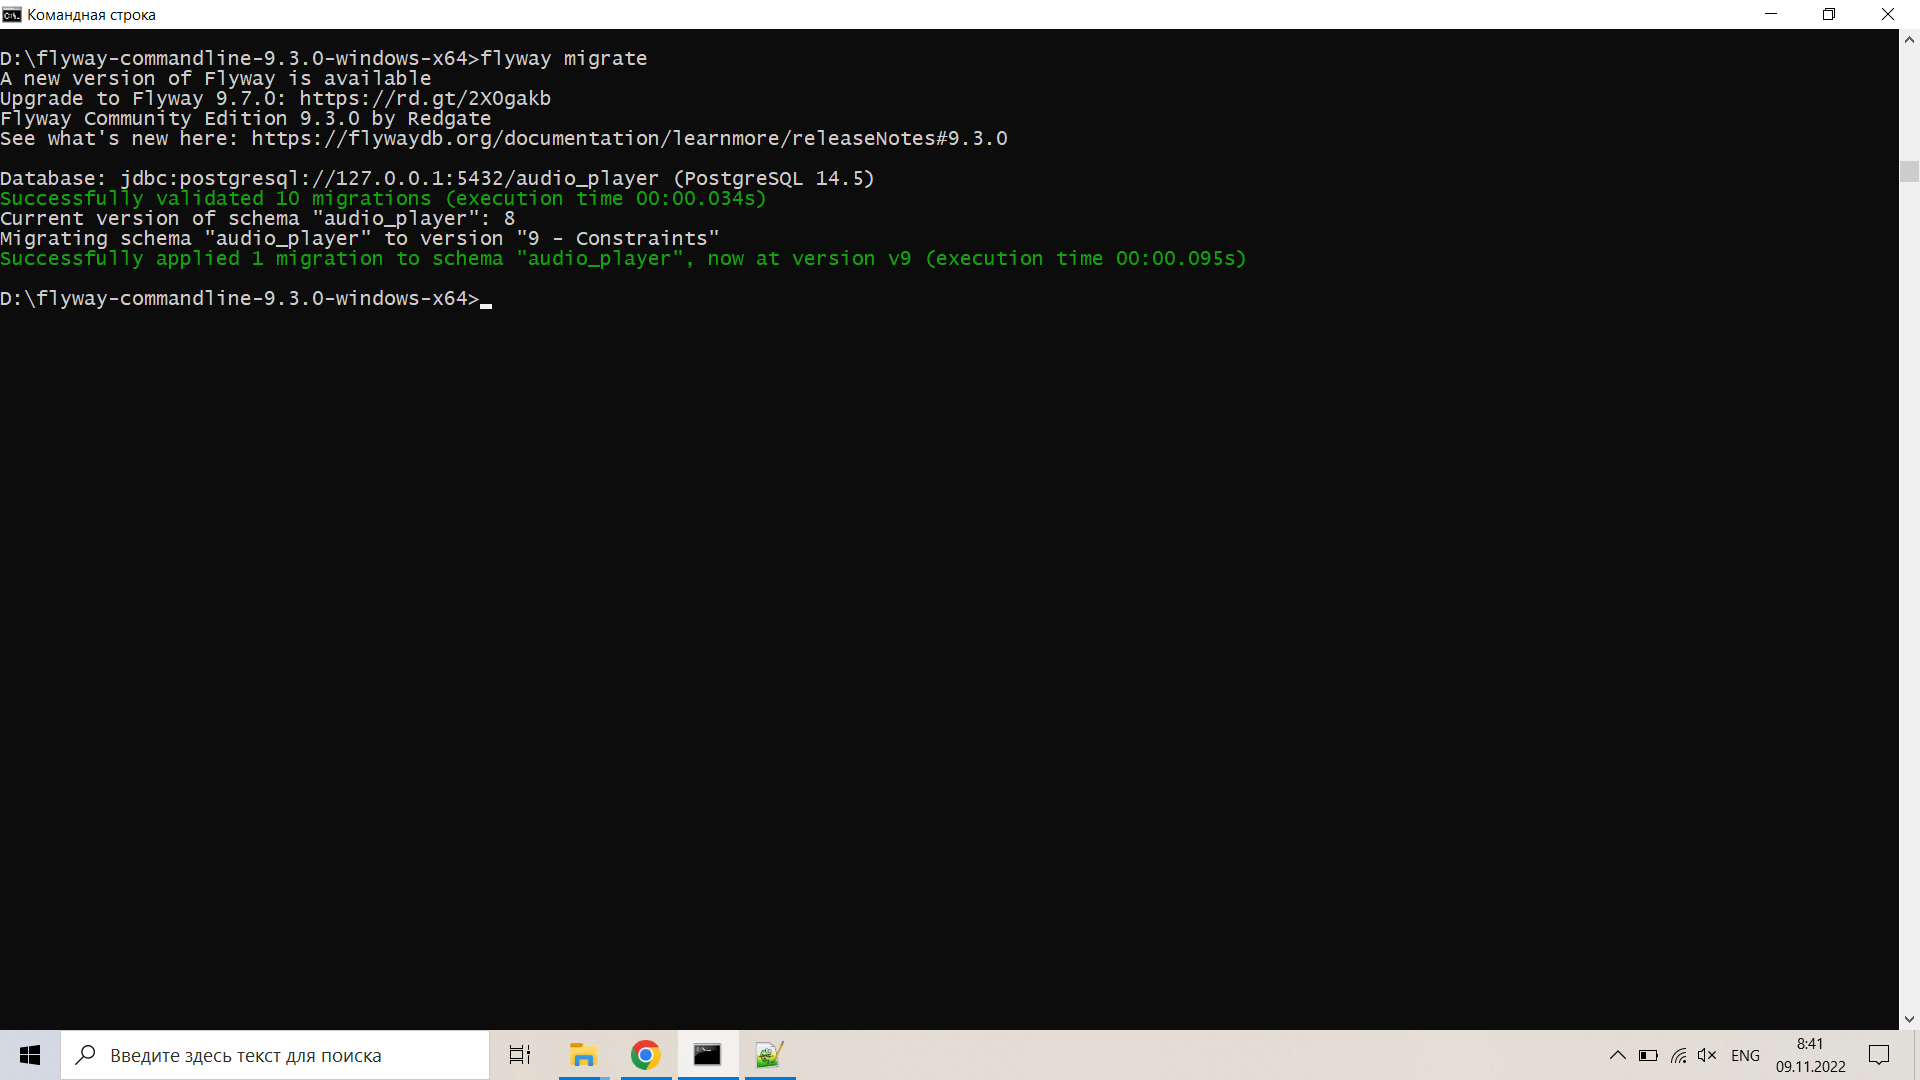 Командная строка
D:\flyway-commandline-9.3.0-windows-x64>flyway migrate
A new version of Flyway is available
Upgrade to Flyway 9.7.0: https://rd.gt/2X0gakb
Flyway Community Edition 9.3.0 by Redgate
See what's new here: https://flywaydb.org/documentation/learnmore/releaseNotes#9.3.0
Database: jdbc:postgresql://127.0.0.1:5432/audio_player (PostgreSQL 14.5)
Successfully validated 10 migrations (execution time 00:00.034s)
Current version of schema "audio_player": 8
Migrating schema "audio_player" to version "9 - Constraints"
Successfully applied 1 migration to schema "audio_player", now at version v9 (execution time 00:00.095s)
D:\flyway-commandline-9.3.0-windows-x64>
Введите здесь текст для поиска
ENG
8:41
09.11.2022